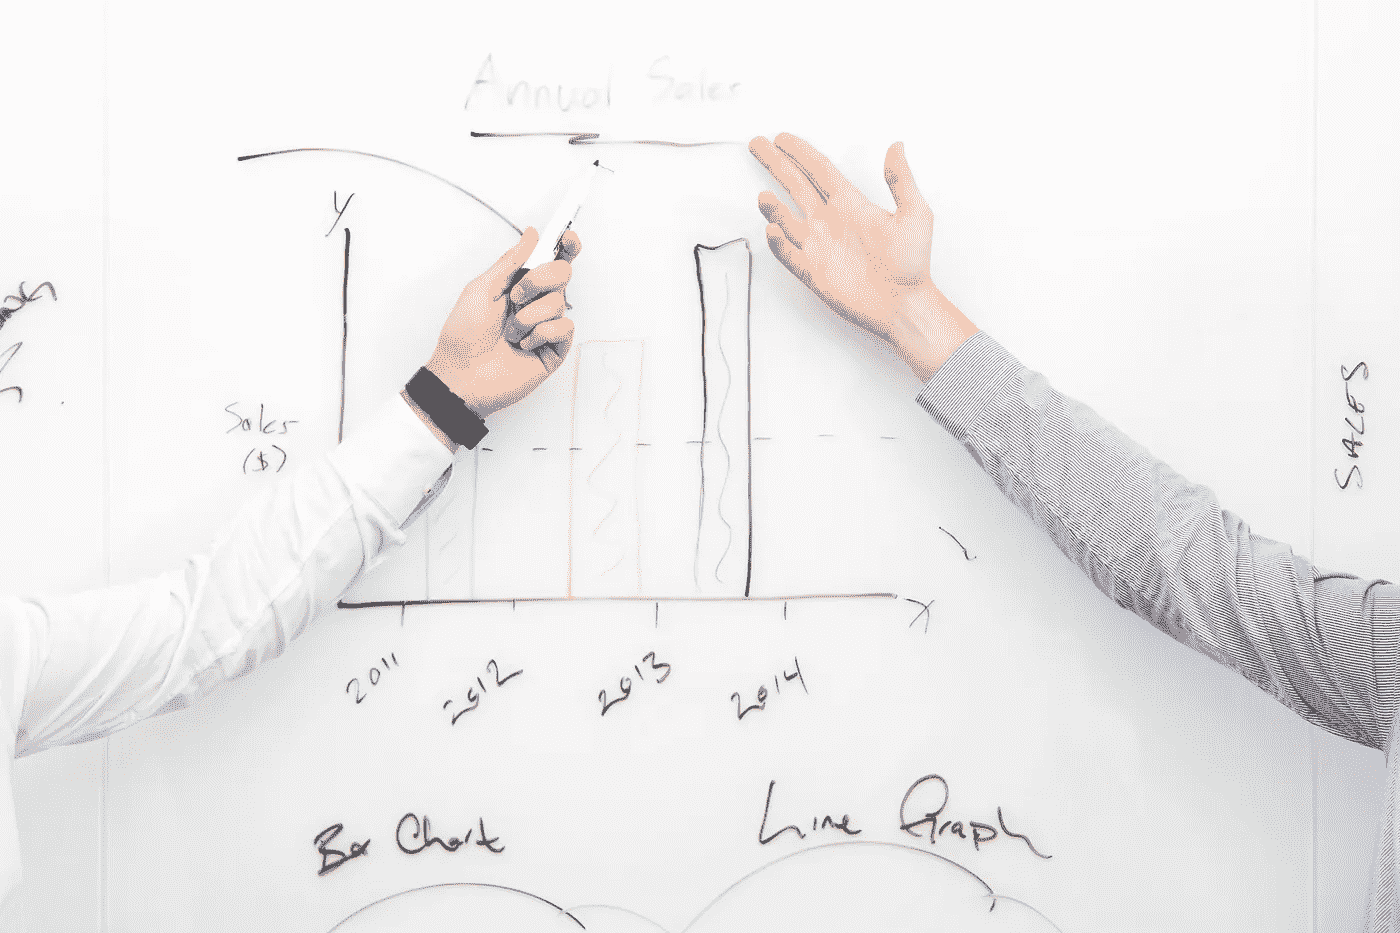 Annual Sales
y
Sales
($)
SALES
x
2011 2012 2013 2014
Bar Chart
Line Graph